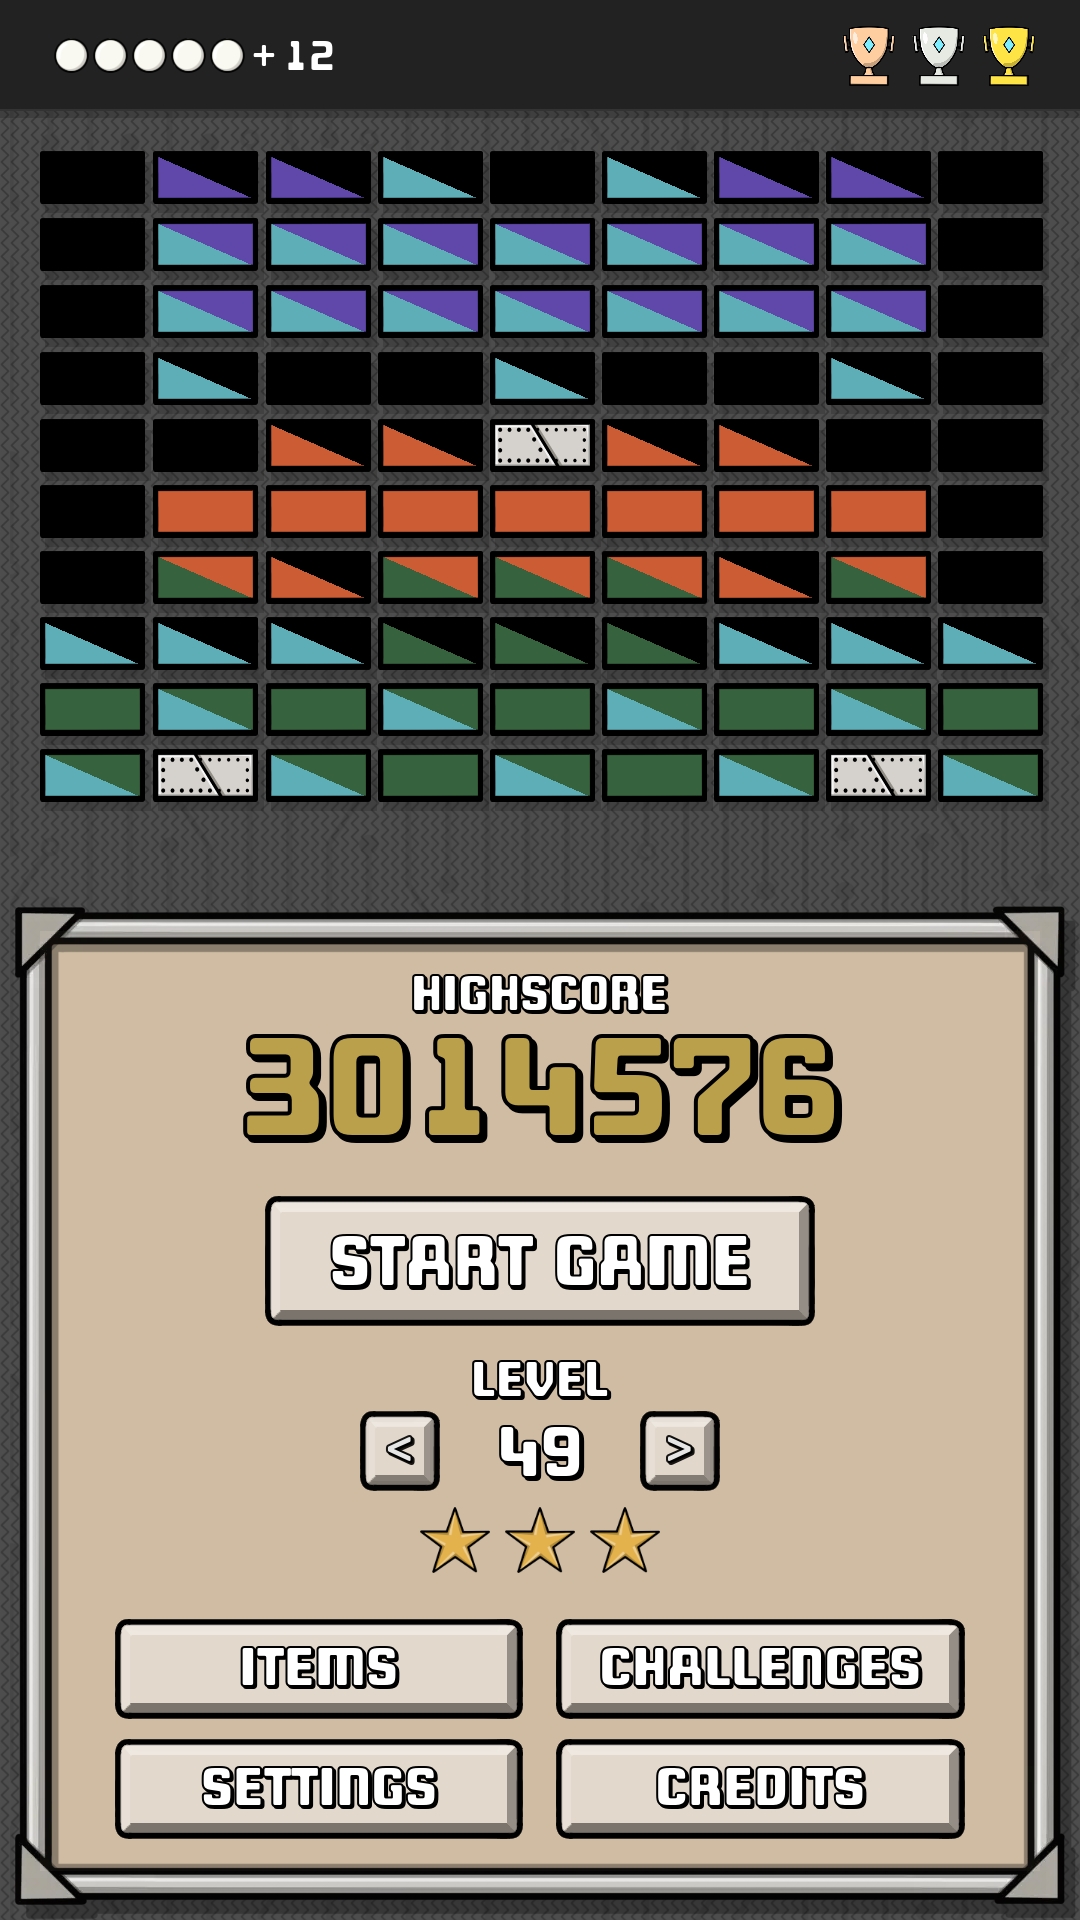 + 12
HIGHSCORE
3014576
START GAME
LEVEL
< 49 >
ITEMS CHALLENGES
SETTINGS CREDITS